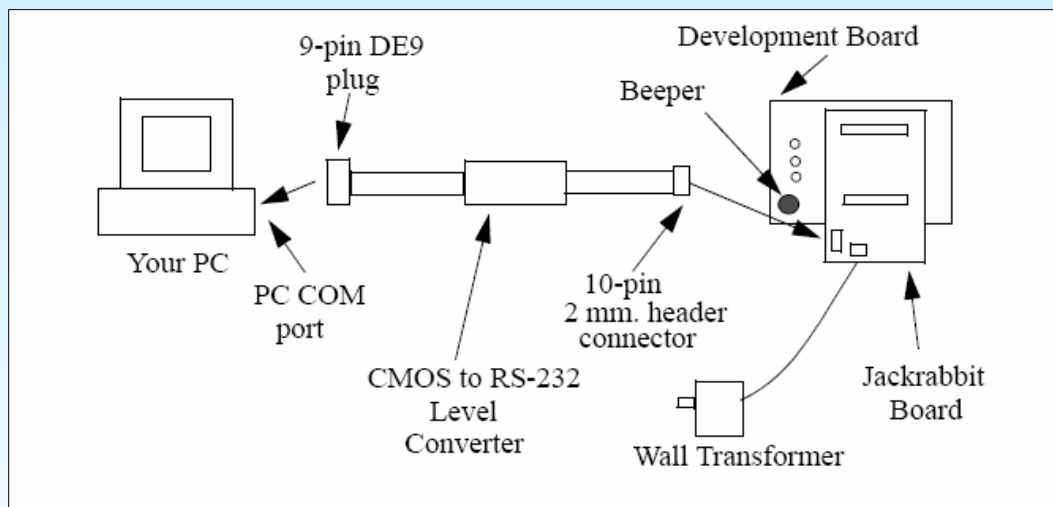 9-pin DE9
plug
Development Board
Beeper
Your PC
PC COM
port
10-pin
2 mm. header
connector
CMOS to RS-232
Level
Converter
Jackrabbit
Board
Wall Transformer